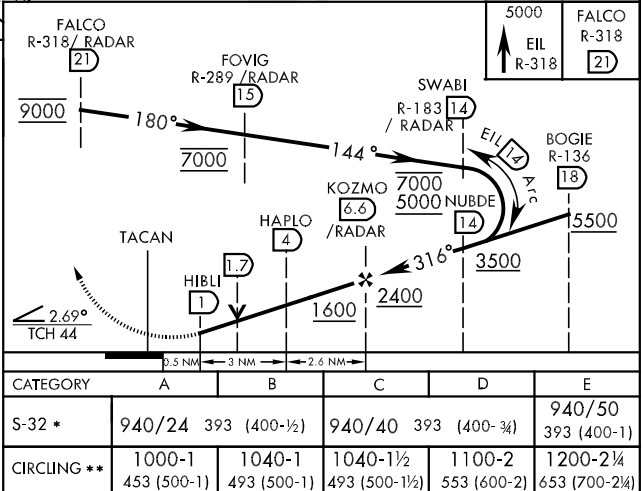 FALCO
R-318/ RADAR
21
FOVIG
R-289 /RADAR
15
5000
EIL
R-318
FALCO
R-318
21
SWABI
R-183 14
/ RADAR
EIL 14 Arc
BOGIE
R-136
18
9000
180°
7000
144°
7000
5000
NUBDE
14
5500
KOZMO
6.6
/RADAR
HAPLO
4
TACAN
1.7
HIBLI
1
316°
3500
2400
1600
2.69°
TCH 44
0.5 NM 3 NM 2.6 NM
CATEGORY A B C D E
S-32 * 940/24 393 (400-½) 940/40 393 (400-¾) 940/50
393 (400-1)
CIRCLING ** 1000-1 1040-1 1040-1½ 1100-2 1200-2¼
453 (500-1) 493 (500-1) 493 (500-1½) 553 (600-2) 653 (700-2¼)